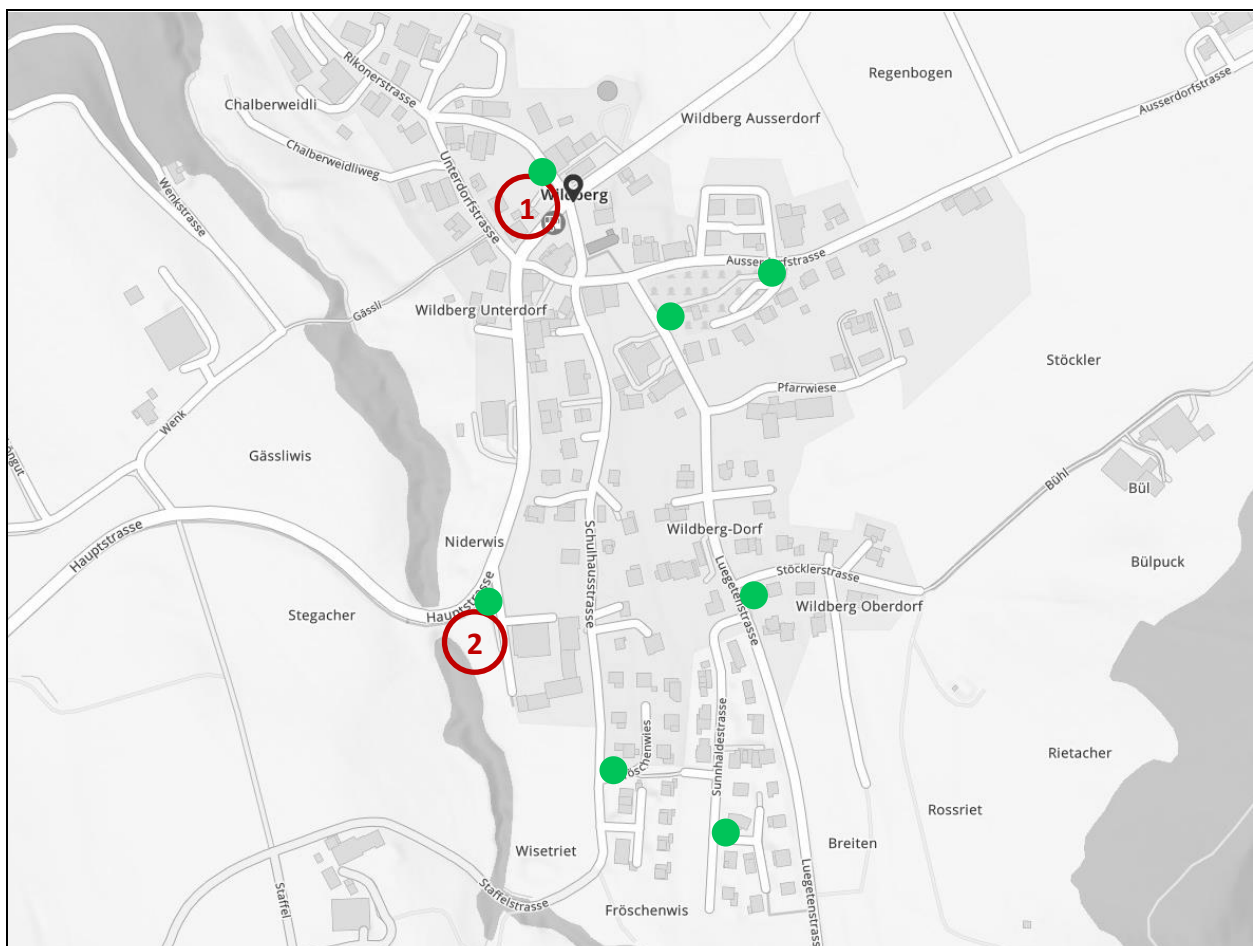 Regenbogen
Rikonerstrasse
Ausserdorfstrasse
Chalberweidli
Wildberg Ausserdorf
Chalberweidliweg
Unterdorfstrasse
Wenkstrasse
Wildberg
1
Ausserdorfstrasse
Gässli
Wildberg Unterdorf
Stöckler
Pfarrwiese
Wenk
Gässliwis
Bühl
Bül
Hauptstrasse
Niderwis
Schulhausstrasse
Wildberg-Dorf
Bülpuck
Luegetenstrasse
Stöcklerstrasse
Hauptstrasse
Stegacher
Wildberg Oberdorf
2
Sunnhaldestrasse
Rietacher
Rossriet
Breiten
Wisetriet
Staffel
Staffelstrasse
Fröschenwis
Luegetenstrasse